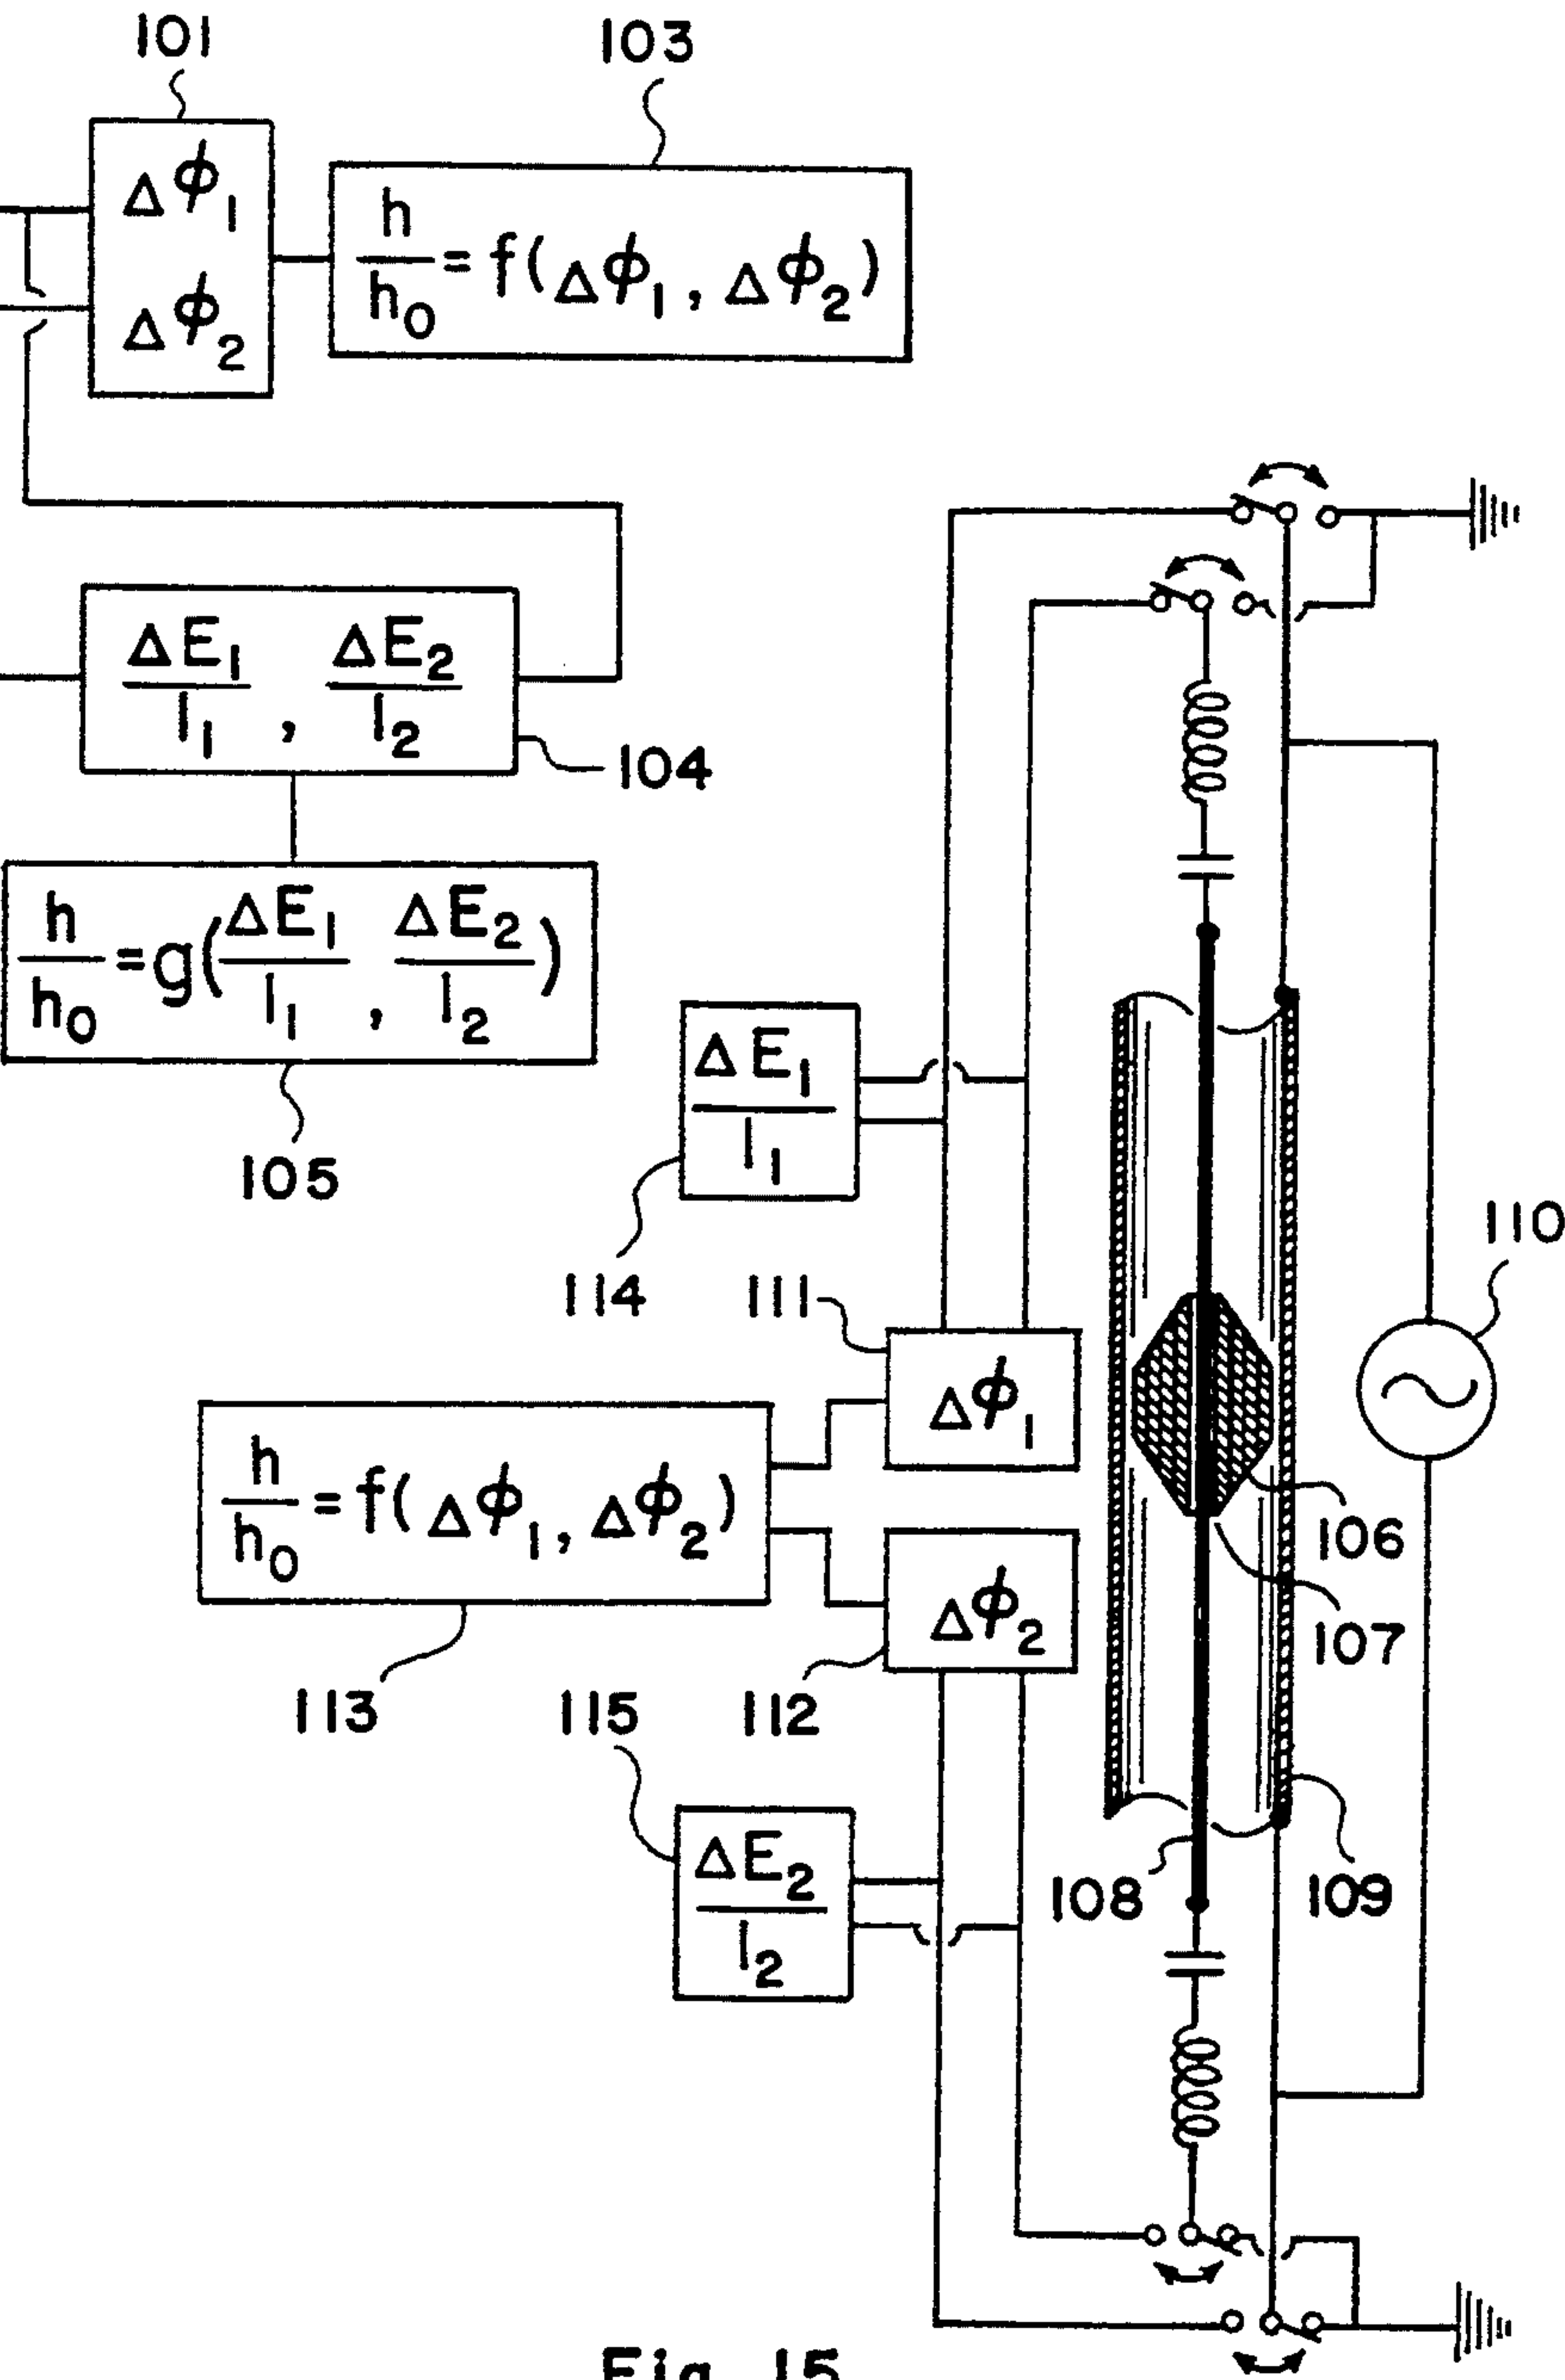 101
103
Δϕ₁
Δϕ₂
h/h₀ = f(Δϕ₁, Δϕ₂)
ΔE₁/l₁ , ΔE₂/l₂
104
h/h₀ = g(ΔE₁/l₁ , ΔE₂/l₂)
105
ΔE₁/l₁
114
111
110
Δϕ₁
h/h₀ = f(Δϕ₁, Δϕ₂)
106
Δϕ₂
107
113
115
112
ΔE₂/l₂
108
109
Fig. 15